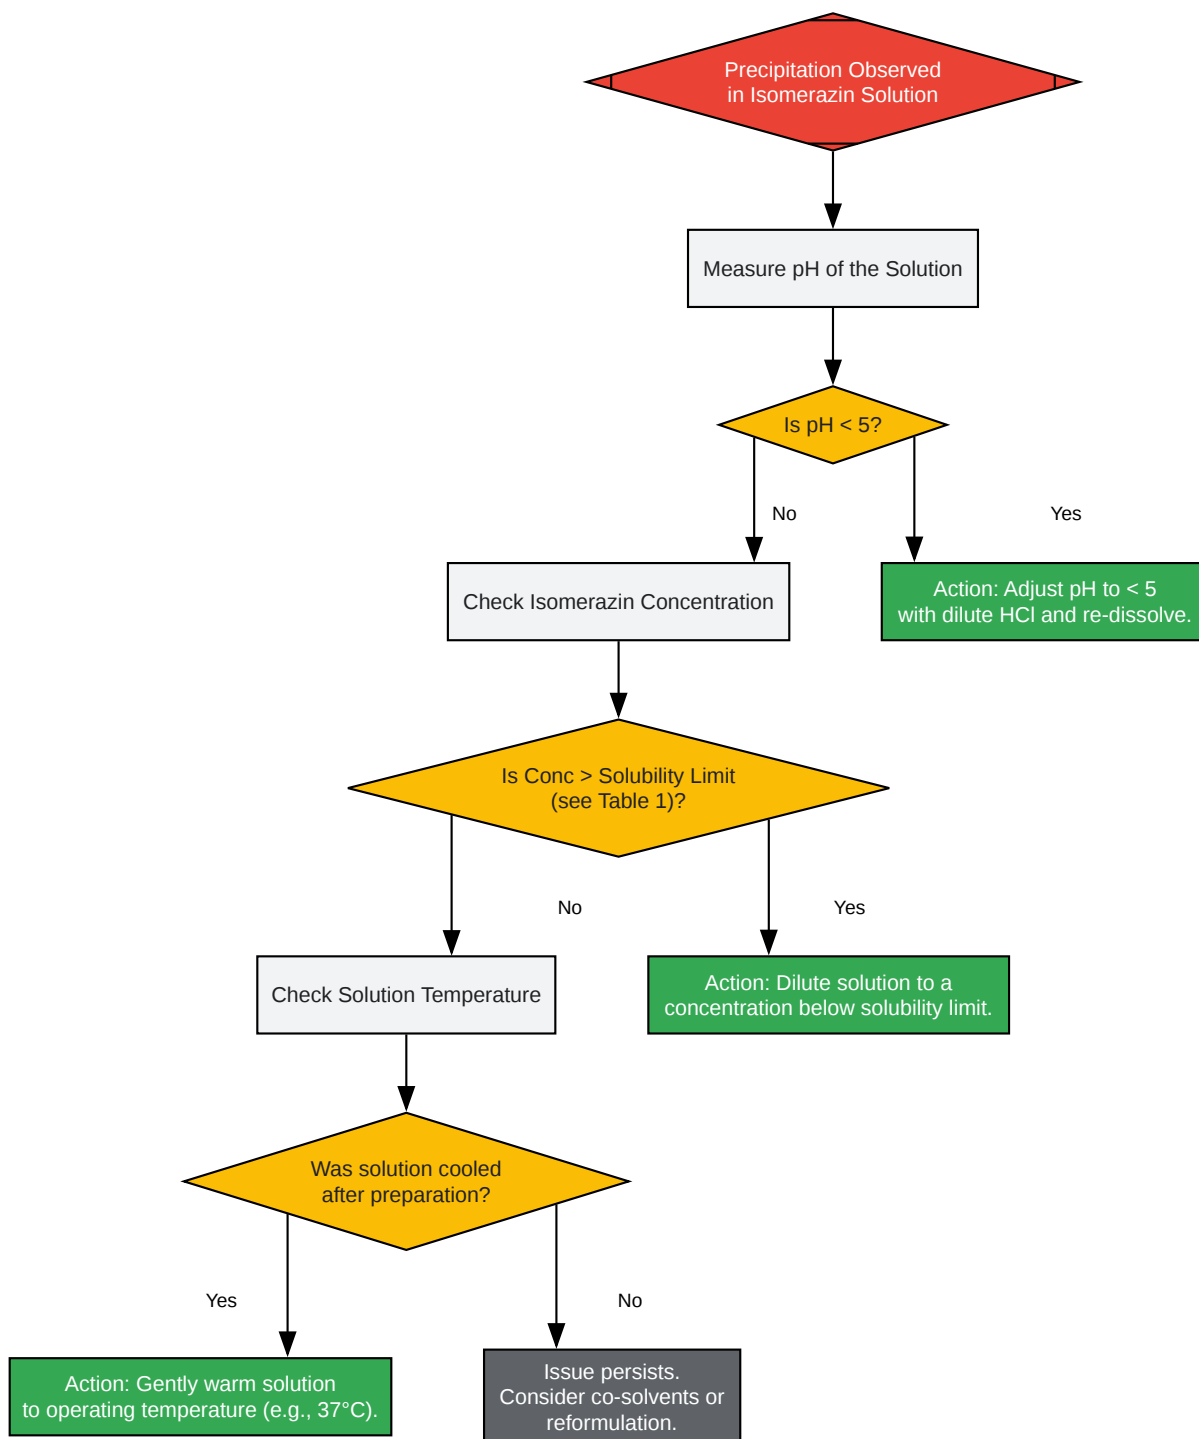 Precipitation Observed
in Isomerazin Solution
Measure pH of the Solution
Is pH < 5?
No
Yes
Check Isomerazin Concentration
Action: Adjust pH to < 5
with dilute HCl and re-dissolve.
Is Conc > Solubility Limit
(see Table 1)?
No
Yes
Check Solution Temperature
Action: Dilute solution to a
concentration below solubility limit.
Was solution cooled
after preparation?
Yes
No
Action: Gently warm solution
to operating temperature (e.g., 37°C).
Issue persists.
Consider co-solvents or
reformulation.